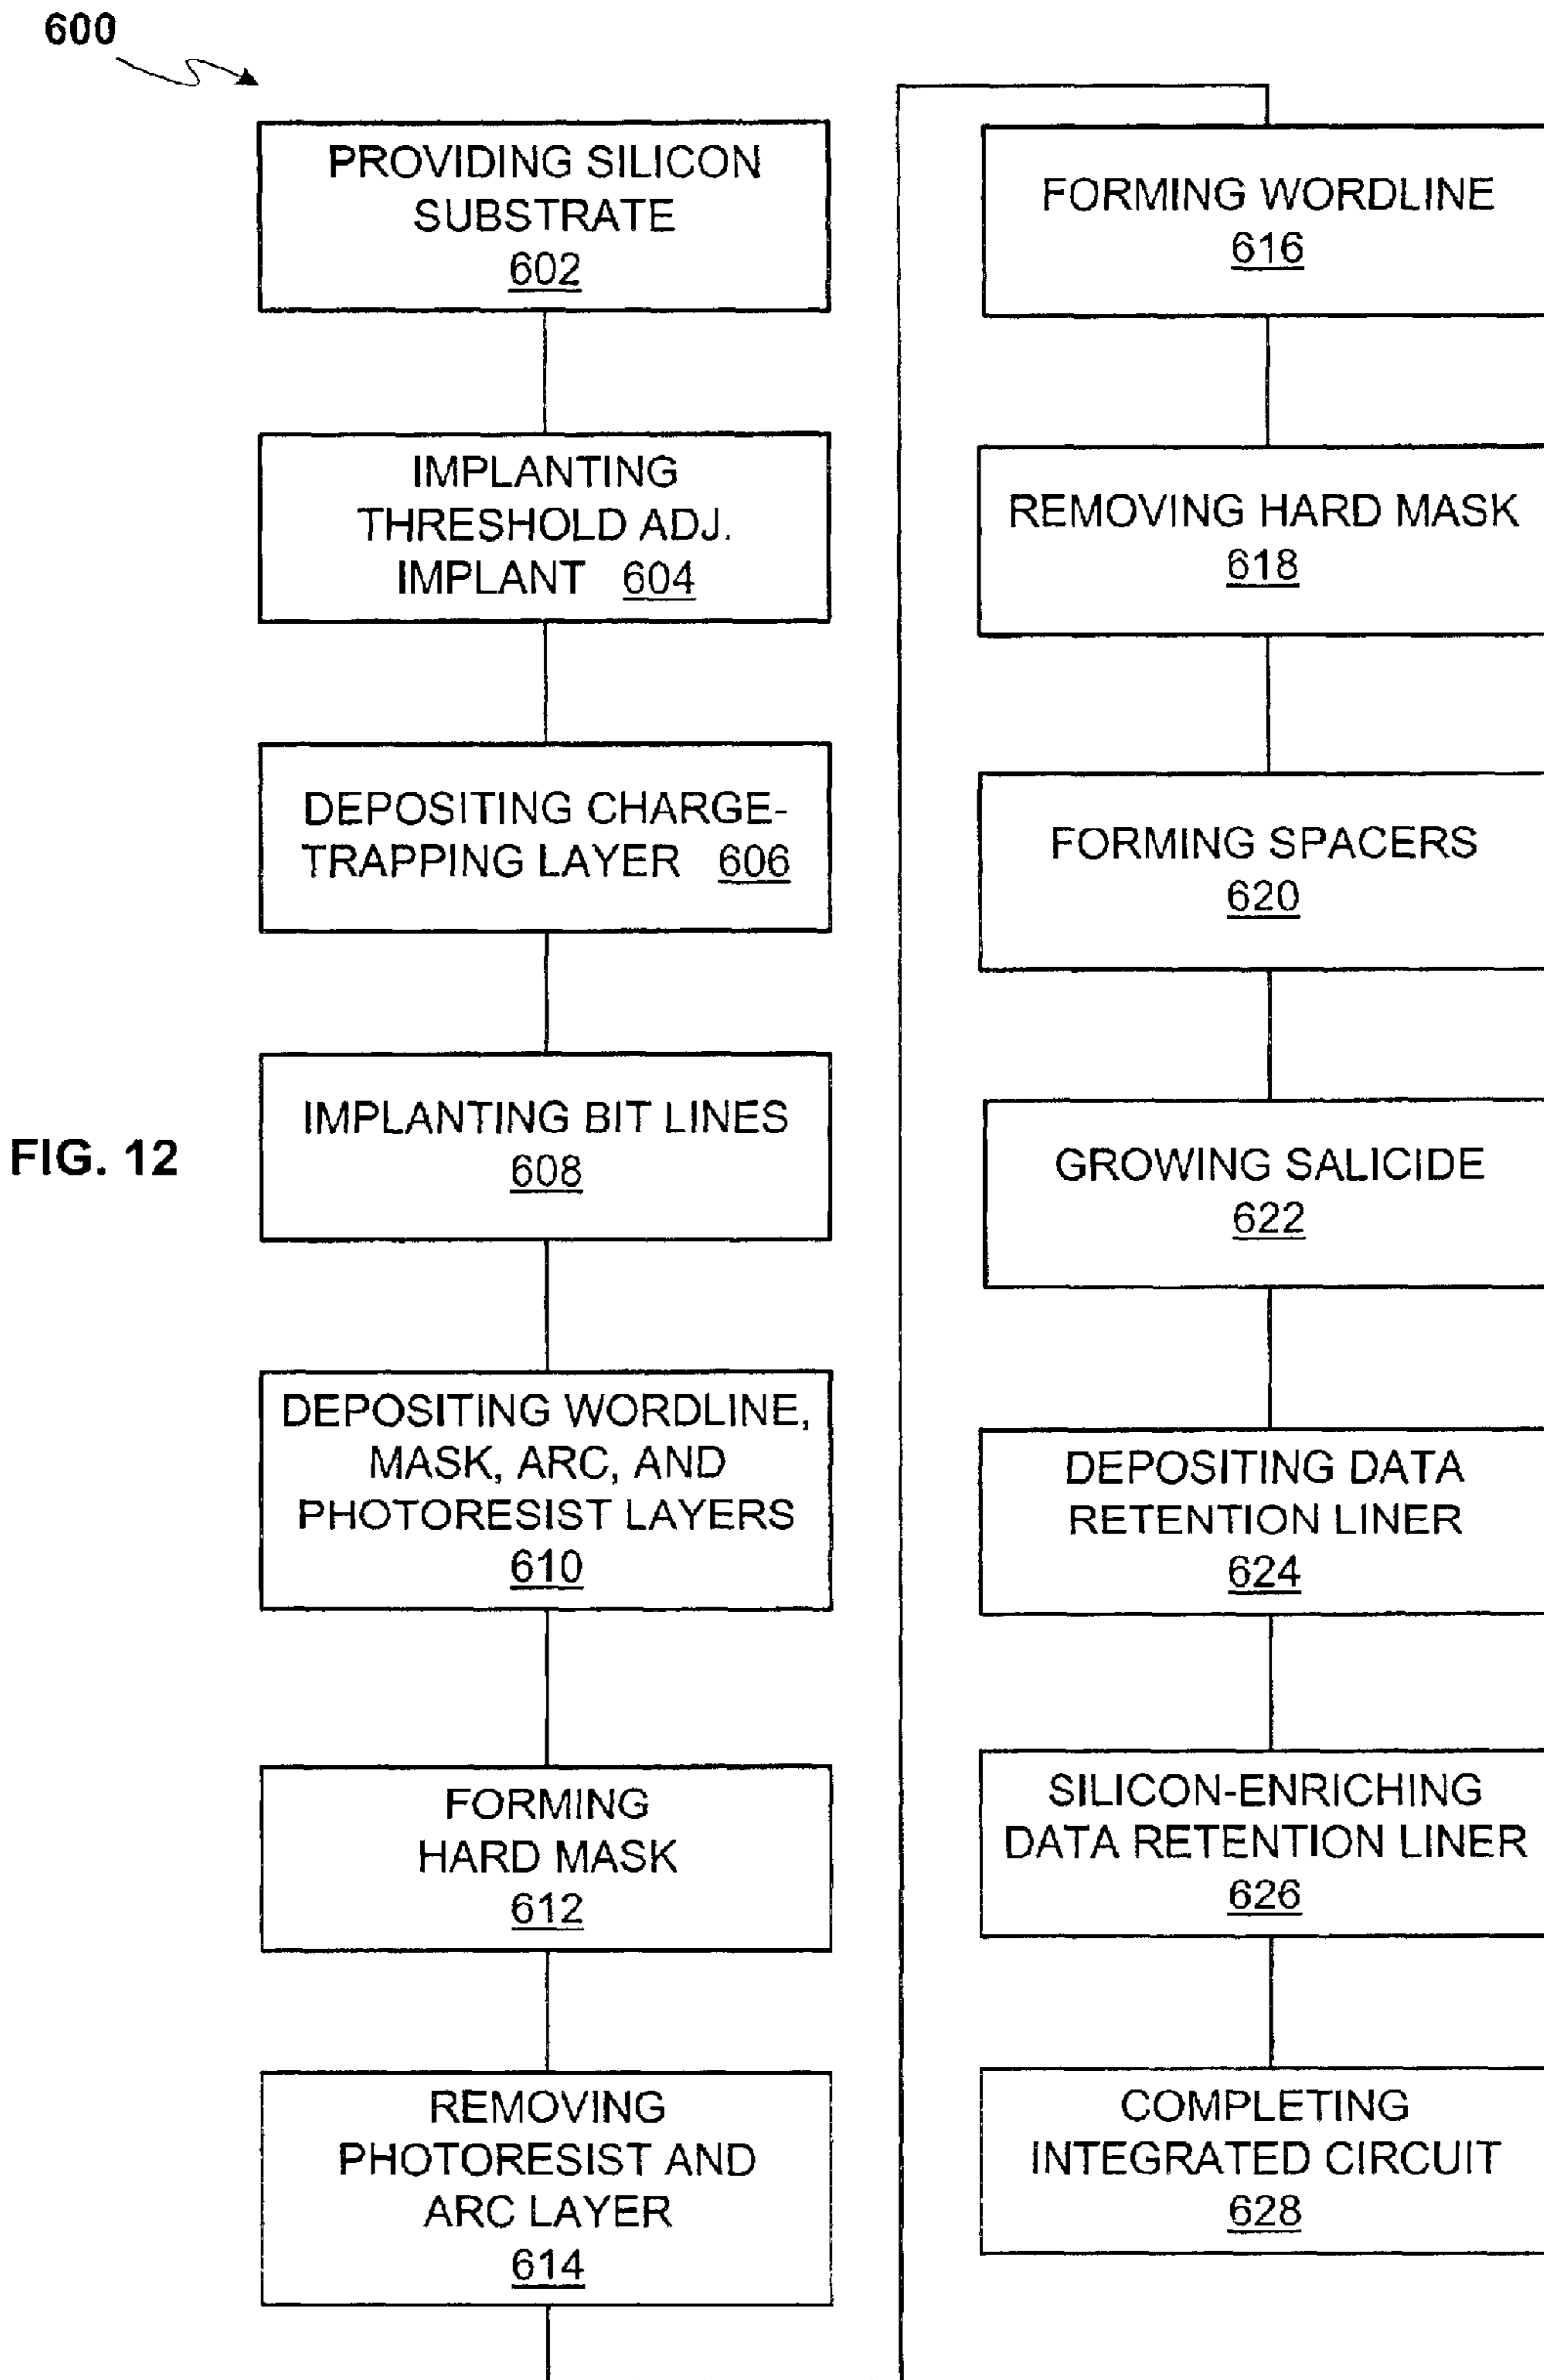 600
PROVIDING SILICON
SUBSTRATE
602
IMPLANTING
THRESHOLD ADJ.
IMPLANT 604
DEPOSITING CHARGE-
TRAPPING LAYER 606
IMPLANTING BIT LINES
608
FIG. 12
DEPOSITING WORDLINE,
MASK, ARC, AND
PHOTORESIST LAYERS
610
FORMING
HARD MASK
612
REMOVING
PHOTORESIST AND
ARC LAYER
614
FORMING WORDLINE
616
REMOVING HARD MASK
618
FORMING SPACERS
620
GROWING SALICIDE
622
DEPOSITING DATA
RETENTION LINER
624
SILICON-ENRICHING
DATA RETENTION LINER
626
COMPLETING
INTEGRATED CIRCUIT
628